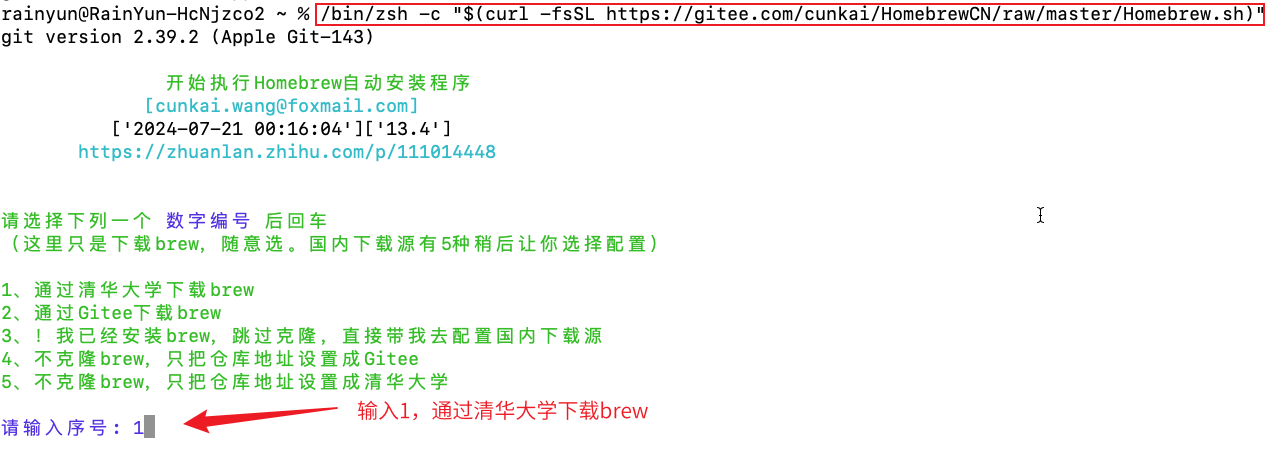 rainyun@RainYun-HcNjzco2 ~ % /bin/zsh -c "$(curl -fsSL https://gitee.com/cunkai/HomebrewCN/raw/master/Homebrew.sh)"
git version 2.39.2 (Apple Git-143)
开始执行Homebrew自动安装程序
[cunkai.wang@foxmail.com]
['2024-07-21 00:16:04']['13.4']
https://zhuanlan.zhihu.com/p/111014448
请选择下列一个 数字编号 后回车
（这里只是下载brew，随意选。国内下载源有5种稍后让你选择配置）
1、通过清华大学下载brew
2、通过Gitee下载brew
3、！我已经安装brew，跳过克隆，直接带我去配置国内下载源
4、不克隆brew，只把仓库地址设置成Gitee
5、不克隆brew，只把仓库地址设置成清华大学
输入1，通过清华大学下载brew
请输入序号: 1